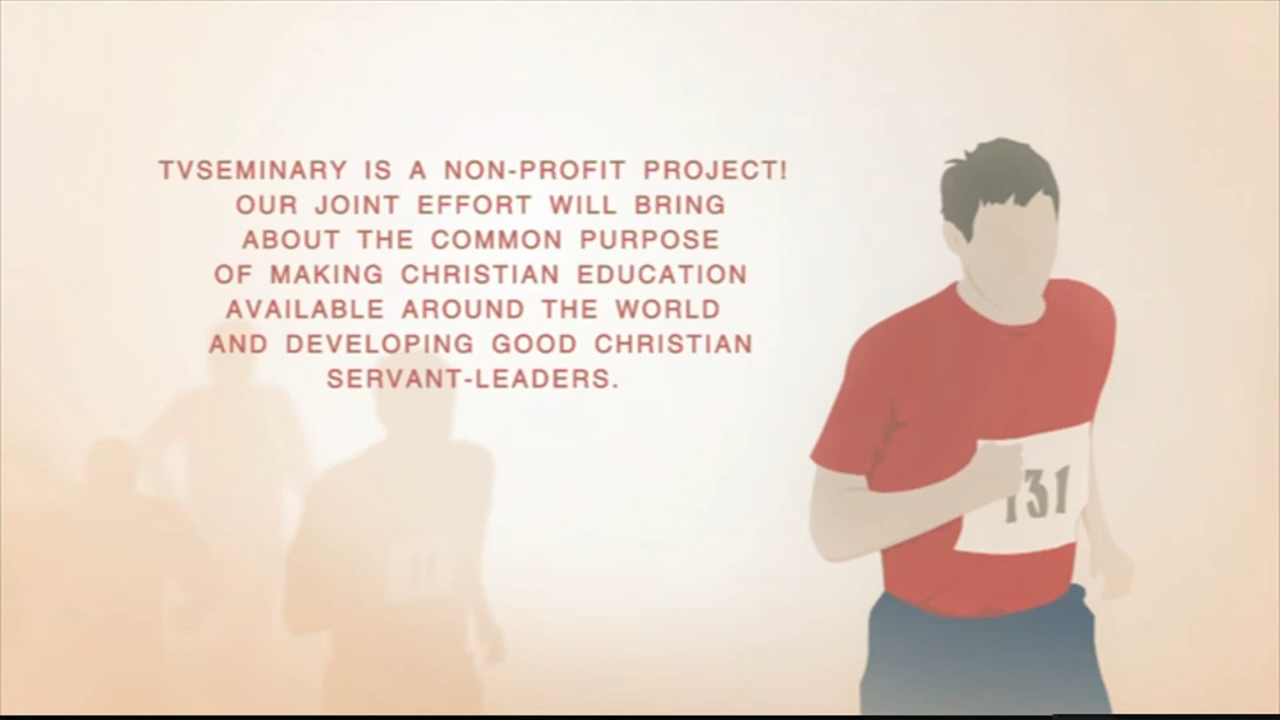 TVSEMINARY IS A NON-PROFIT PROJECT!
OUR JOINT EFFORT WILL BRING
ABOUT THE COMMON PURPOSE
OF MAKING CHRISTIAN EDUCATION
AVAILABLE AROUND THE WORLD
AND DEVELOPING GOOD CHRISTIAN
SERVANT-LEADERS.
131
11